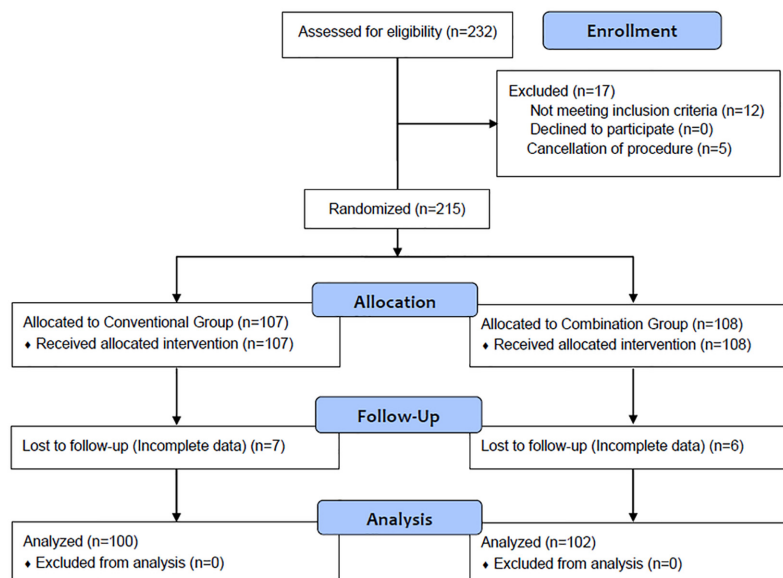 Assessed for eligibility (n=232)
Enrollment
Excluded (n=17)
Not meeting inclusion criteria (n=12)
Declined to participate (n=0)
Cancellation of procedure (n=5)
Randomized (n=215)
Allocation
Allocated to Conventional Group (n=107)
♦ Received allocated intervention (n=107)
Allocated to Combination Group (n=108)
♦ Received allocated intervention (n=108)
Follow-Up
Lost to follow-up (Incomplete data) (n=7)
Lost to follow-up (Incomplete data) (n=6)
Analysis
Analyzed (n=100)
♦ Excluded from analysis (n=0)
Analyzed (n=102)
♦ Excluded from analysis (n=0)